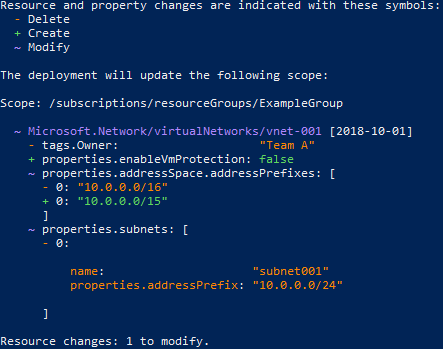 Resource and property changes are indicated with these symbols:
- Delete
+ Create
~ Modify
The deployment will update the following scope:
Scope: /subscriptions/resourceGroups/ExampleGroup
~ Microsoft.Network/virtualNetworks/vnet-001 [2018-10-01]
- tags.Owner: "Team A"
+ properties.enableVmProtection: false
~ properties.addressSpace.addressPrefixes: [
- 0: "10.0.0.0/16"
+ 0: "10.0.0.0/15"
]
~ properties.subnets: [
- 0:
name: "subnet001"
properties.addressPrefix: "10.0.0.0/24"
]
Resource changes: 1 to modify.